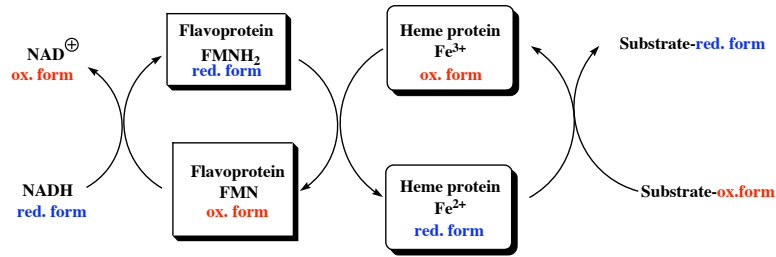 NAD⊕
ox. form
NADH
red. form
Flavoprotein
FMNH₂
red. form
Flavoprotein
FMN
ox. form
Heme protein
Fe³⁺
ox. form
Heme protein
Fe²⁺
red. form
Substrate-red. form
Substrate-ox.form